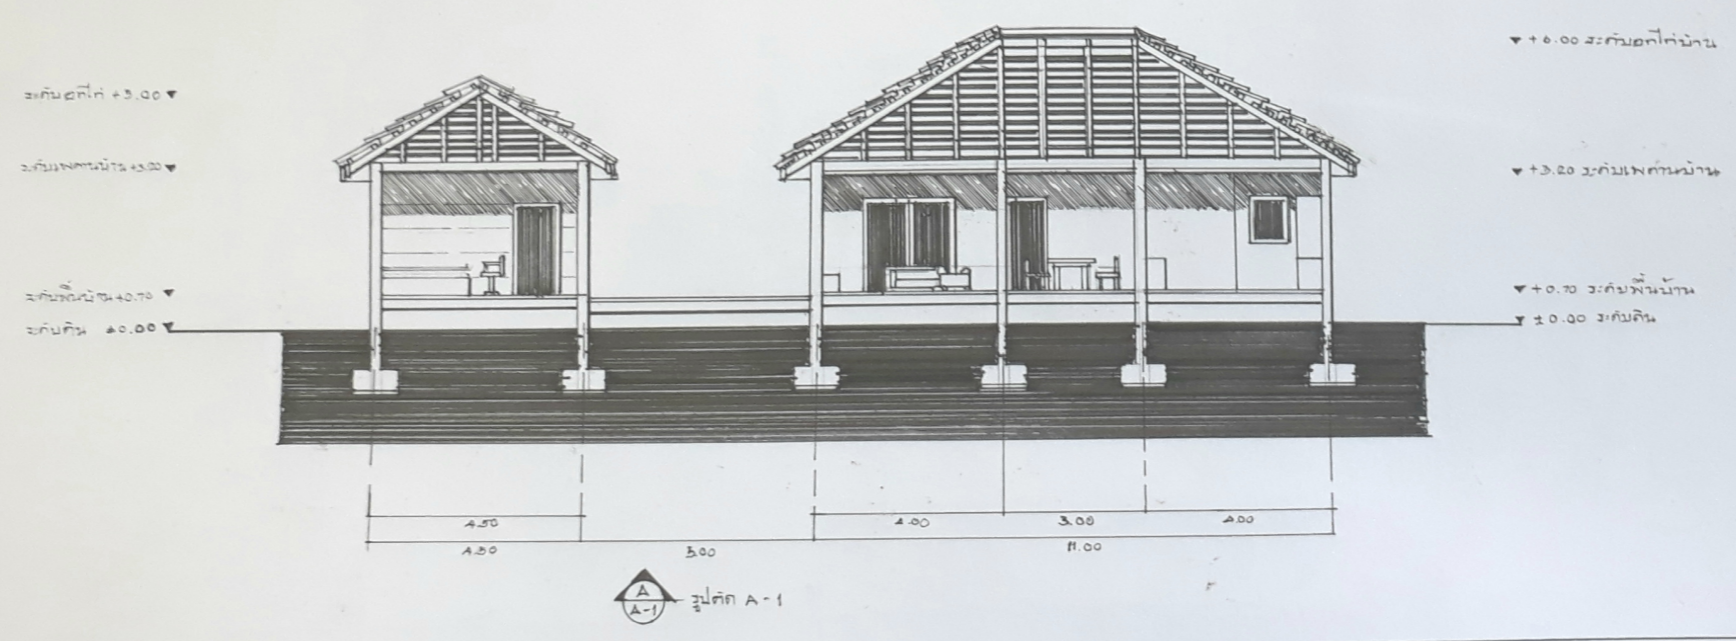 ระดับอกไก่ +5.00
+6.00 ระดับอกไก่บ้าน
ระดับเพดานบ้าน +3.20
+3.20 ระดับเพดานบ้าน
ระดับพื้นบ้าน +0.70
+0.70 ระดับพื้นบ้าน
ระดับดิน ±0.00
±0.00 ระดับดิน
4.50
4.00
3.00
4.00
4.50
5.00
11.00
A
A-1
รูปตัด A-1